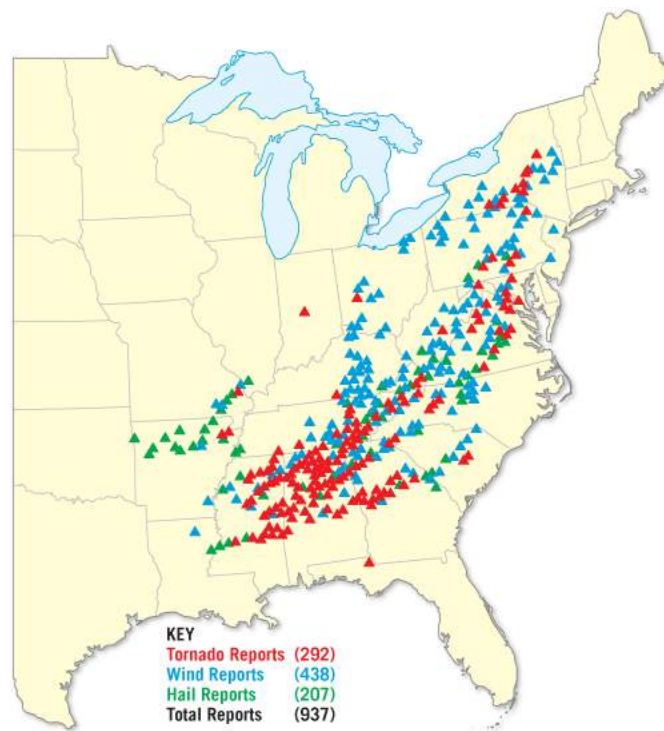 KEY
Tornado Reports (292)
Wind Reports (438)
Hail Reports (207)
Total Reports (937)